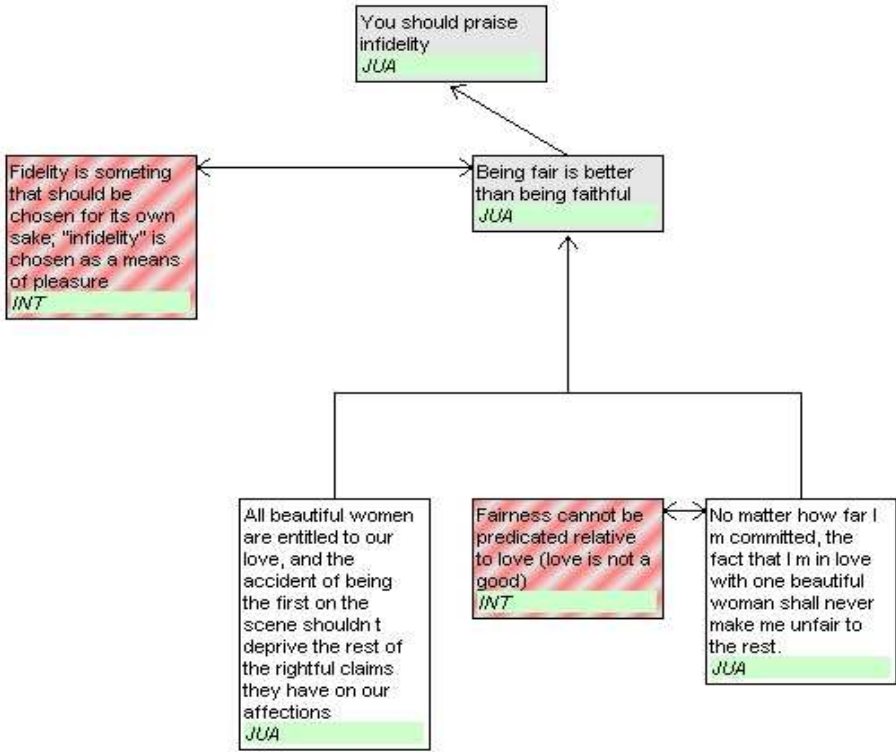 You should praise
infidelity
JUA
Fidelity is someting
that should be
chosen for its own
sake; "infidelity" is
chosen as a means
of pleasure
INT
Being fair is better
than being faithful
JUA
All beautiful women
are entitled to our
love, and the
accident of being
the first on the
scene shouldn t
deprive the rest of
the rightful claims
they have on our
affections
JUA
Fairness cannot be
predicated relative
to love (love is not a
good)
INT
No matter how far I
m committed, the
fact that I m in love
with one beautiful
woman shall never
make me unfair to
the rest.
JUA